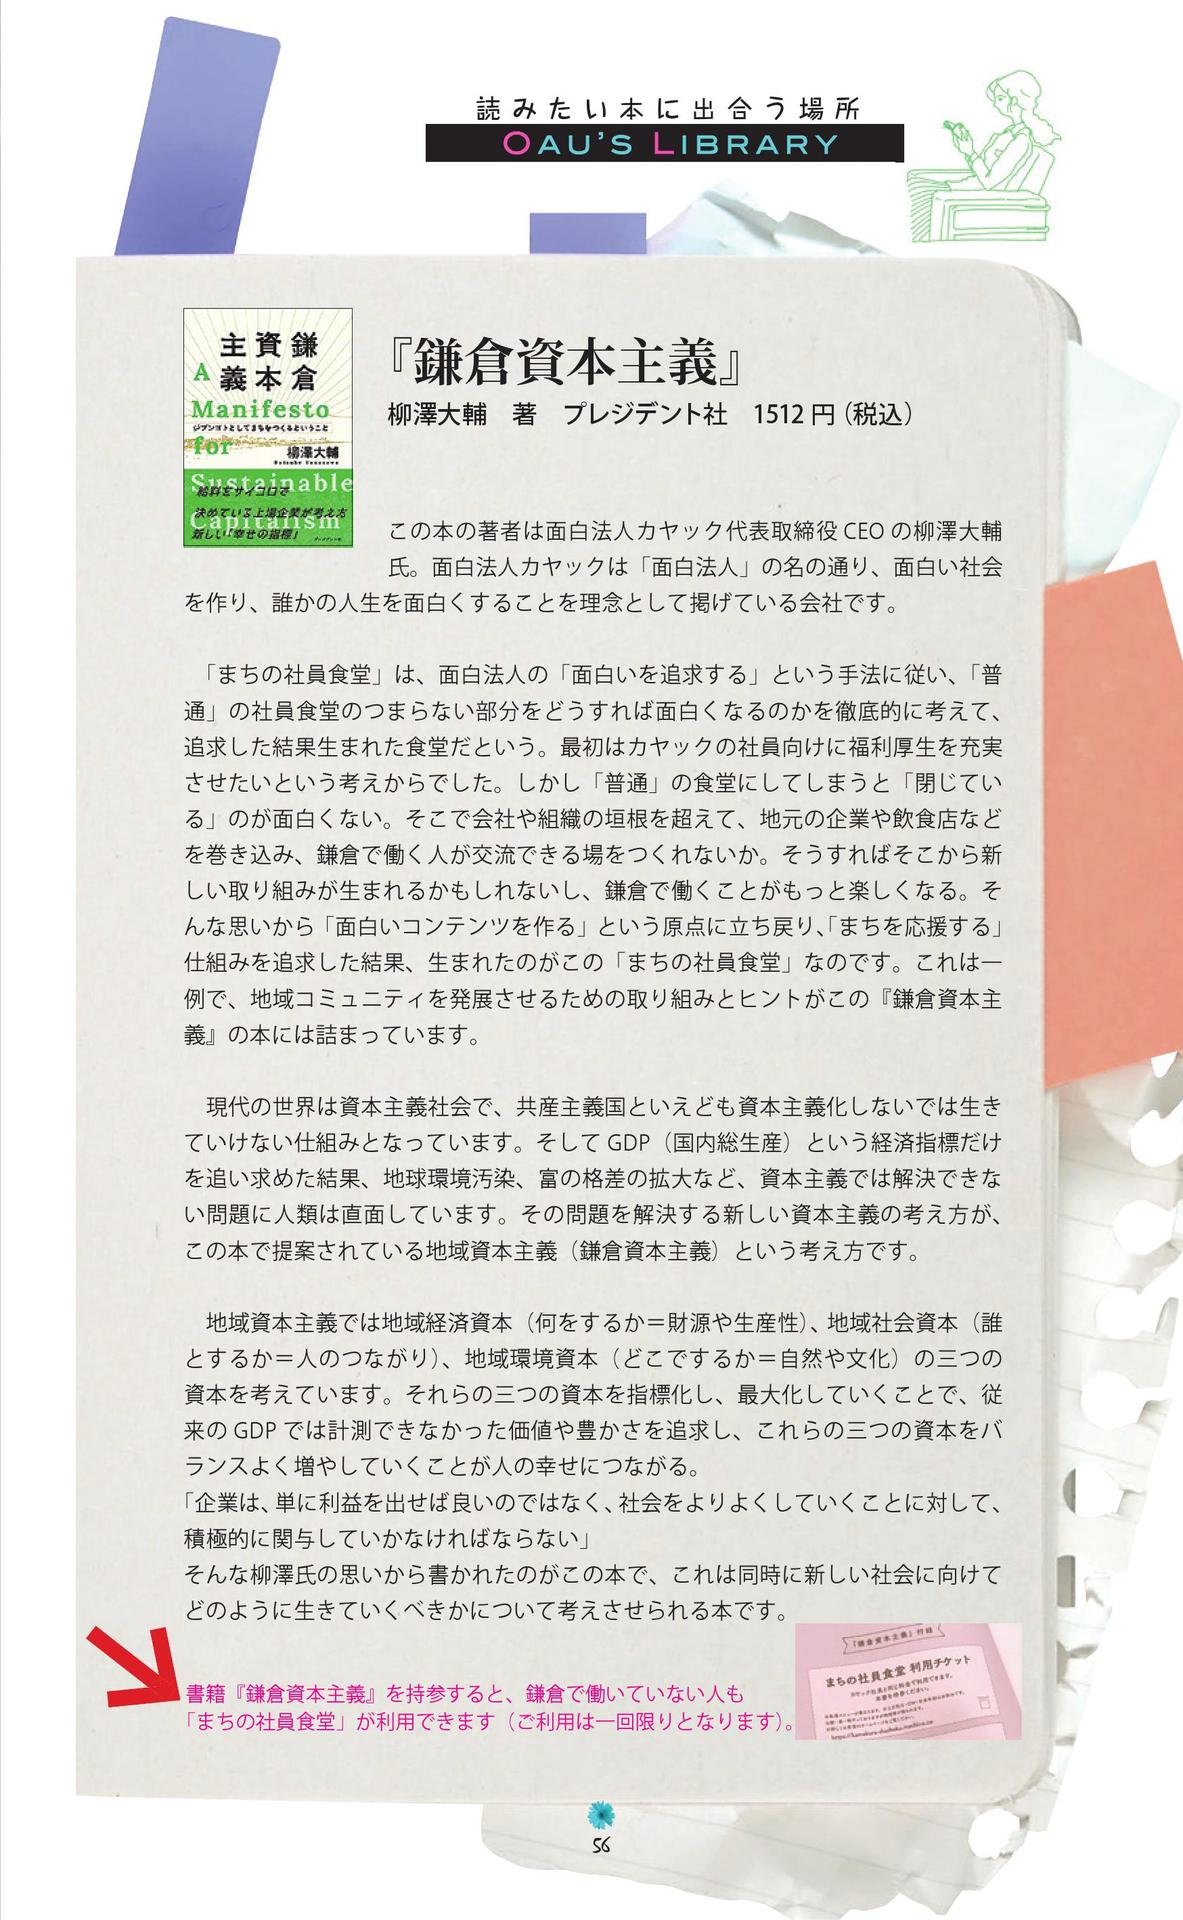 読みたい本に出合う場所
OAU'S LIBRARY
鎌倉
資本
主義
A
Manifesto
ジブンゴトとしてまちをつくるということ
for
柳澤大輔
Sustainable
給料をサイコロで
決めている上場企業が考え方
Capitalism
新しい「幸せの指標」
『鎌倉資本主義』
柳澤大輔　著　プレジデント社　1512 円（税込）
この本の著者は面白法人カヤック代表取締役 CEO の柳澤大輔
氏。面白法人カヤックは「面白法人」の名の通り、面白い社会
を作り、誰かの人生を面白くすることを理念として掲げている会社です。
「まちの社員食堂」は、面白法人の「面白いを追求する」という手法に従い、「普
通」の社員食堂のつまらない部分をどうすれば面白くなるのかを徹底的に考えて、
追求した結果生まれた食堂だという。最初はカヤックの社員向けに福利厚生を充実
させたいという考えからでした。しかし「普通」の食堂にしてしまうと「閉じてい
る」のが面白くない。そこで会社や組織の垣根を超えて、地元の企業や飲食店など
を巻き込み、鎌倉で働く人が交流できる場をつくれないか。そうすればそこから新
しい取り組みが生まれるかもしれないし、鎌倉で働くことがもっと楽しくなる。そ
んな思いから「面白いコンテンツを作る」という原点に立ち戻り、「まちを応援する」
仕組みを追求した結果、生まれたのがこの「まちの社員食堂」なのです。これは一
例で、地域コミュニティを発展させるための取り組みとヒントがこの『鎌倉資本主
義』の本には詰まっています。
現代の世界は資本主義社会で、共産主義国といえども資本主義化しないでは生き
ていけない仕組みとなっています。そして GDP（国内総生産）という経済指標だけ
を追い求めた結果、地球環境汚染、富の格差の拡大など、資本主義では解決できな
い問題に人類は直面しています。その問題を解決する新しい資本主義の考え方が、
この本で提案されている地域資本主義（鎌倉資本主義）という考え方です。
地域資本主義では地域経済資本（何をするか＝財源や生産性）、地域社会資本（誰
とするか＝人のつながり）、地域環境資本（どこでするか＝自然や文化）の三つの
資本を考えています。それらの三つの資本を指標化し、最大化していくことで、従
来の GDP では計測できなかった価値や豊かさを追求し、これらの三つの資本をバ
ランスよく増やしていくことが人の幸せにつながる。
「企業は、単に利益を出せば良いのではなく、社会をよりよくしていくことに対して、
積極的に関与していかなければならない」
そんな柳澤氏の思いから書かれたのがこの本で、これは同時に新しい社会に向けて
どのように生きていくべきかについて考えさせられる本です。
『鎌倉資本主義』付録
まちの社員食堂 利用チケット
カヤック社員と同じ料金で利用できます。
本書を持参ください。
書籍『鎌倉資本主義』を持参すると、鎌倉で働いていない人も
「まちの社員食堂」が利用できます（ご利用は一回限りとなります）。
56